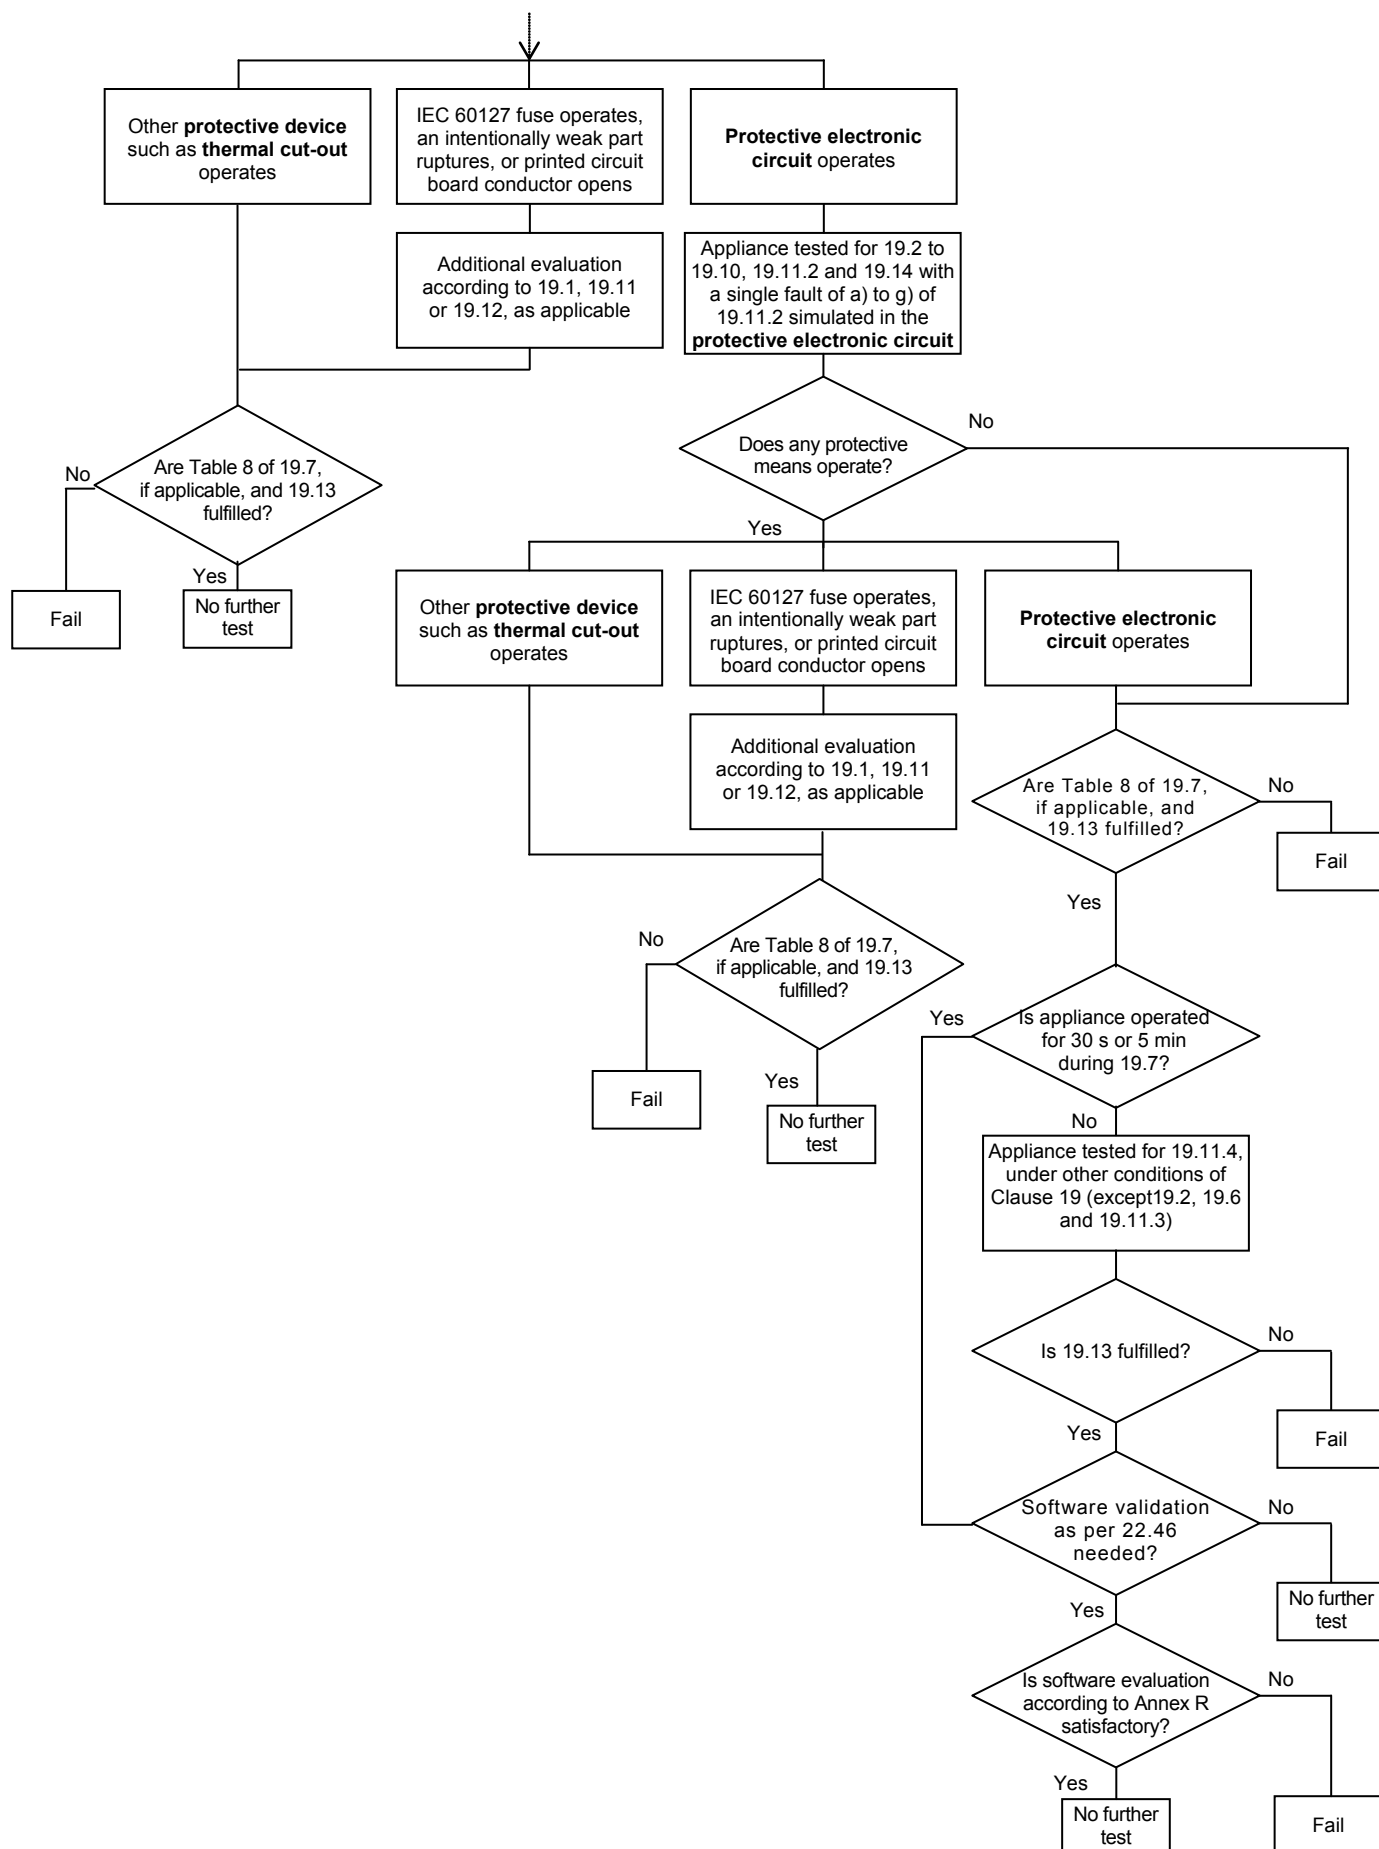 Other protective device
such as thermal cut-out
operates
IEC 60127 fuse operates,
an intentionally weak part
ruptures, or printed circuit
board conductor opens
Protective electronic
circuit operates
Additional evaluation
according to 19.1, 19.11
or 19.12, as applicable
Appliance tested for 19.2 to
19.10, 19.11.2 and 19.14 with
a single fault of a) to g) of
19.11.2 simulated in the
protective electronic circuit
Does any protective
means operate?
No
Yes
No
Are Table 8 of 19.7,
if applicable, and 19.13
fulfilled?
Yes
Fail
No further
test
Other protective device
such as thermal cut-out
operates
IEC 60127 fuse operates,
an intentionally weak part
ruptures, or printed circuit
board conductor opens
Protective electronic
circuit operates
Additional evaluation
according to 19.1, 19.11
or 19.12, as applicable
Are Table 8 of 19.7,
if applicable, and
19.13 fulfilled?
No
Fail
Yes
No
Are Table 8 of 19.7,
if applicable, and 19.13
fulfilled?
Yes
Fail
No further
test
Yes
Is appliance operated
for 30 s or 5 min
during 19.7?
No
Appliance tested for 19.11.4,
under other conditions of
Clause 19 (except19.2, 19.6
and 19.11.3)
Is 19.13 fulfilled?
No
Fail
Yes
Software validation
as per 22.46
needed?
No
No further
test
Yes
Is software evaluation
according to Annex R
satisfactory?
No
Yes
No further
test
Fail